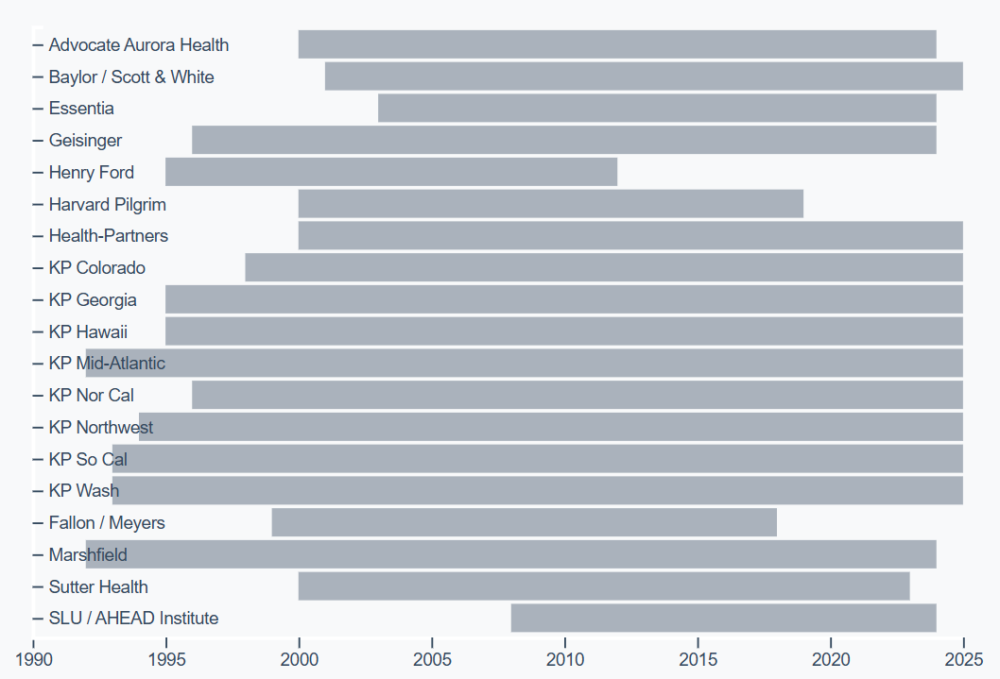 Advocate Aurora Health
Baylor / Scott & White
Essentia
Geisinger
Henry Ford
Harvard Pilgrim
Health-Partners
KP Colorado
KP Georgia
KP Hawaii
KP Mid-Atlantic
KP Nor Cal
KP Northwest
KP So Cal
KP Wash
Fallon / Meyers
Marshfield
Sutter Health
SLU / AHEAD Institute
1990 1995 2000 2005 2010 2015 2020 2025